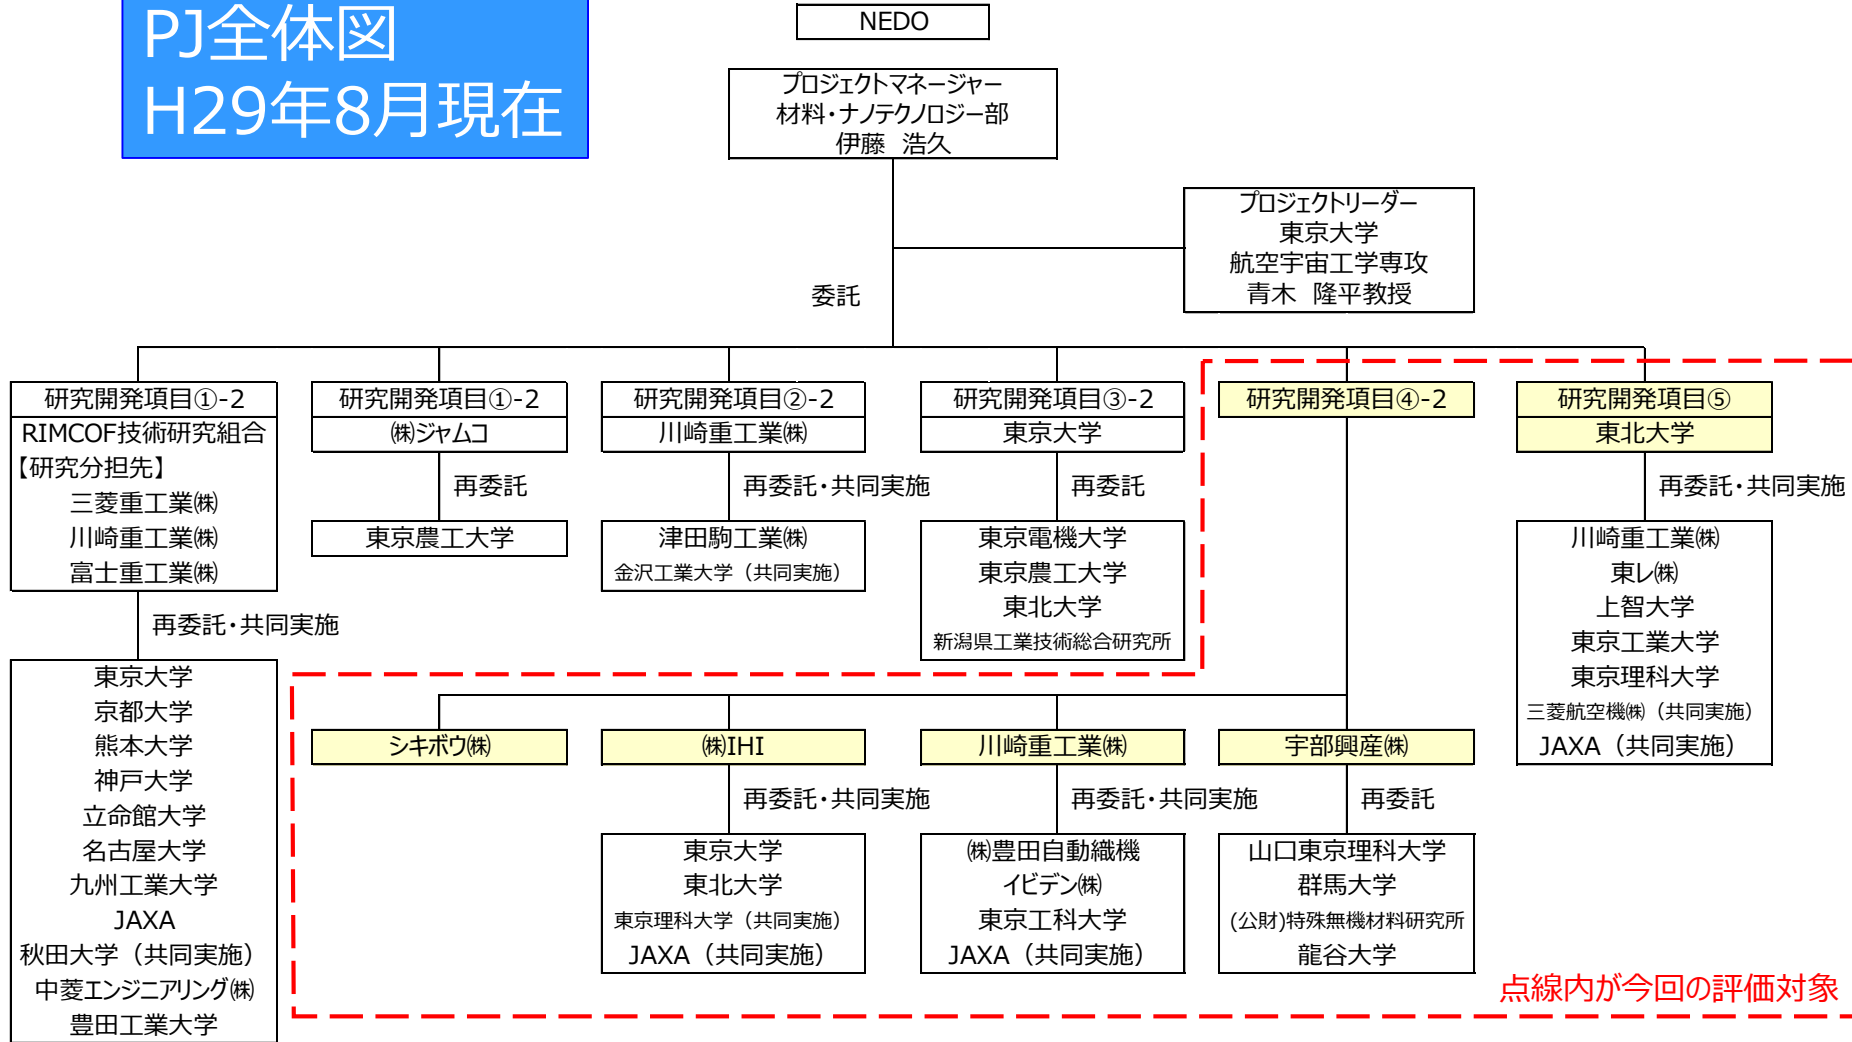 PJ全体図
H29年8月現在
NEDO
プロジェクトマネージャー
材料・ナノテクノロジー部
伊藤 浩久
プロジェクトリーダー
東京大学
航空宇宙工学専攻
青木 隆平教授
委託
研究開発項目①-2
RIMCOF技術研究組合
【研究分担先】
三菱重工業㈱
川崎重工業㈱
富士重工業㈱
再委託・共同実施
東京大学
京都大学
熊本大学
神戸大学
立命館大学
名古屋大学
九州工業大学
JAXA
秋田大学（共同実施）
中菱エンジニアリング㈱
豊田工業大学
研究開発項目①-2
㈱ジャムコ
再委託
東京農工大学
研究開発項目②-2
川崎重工業㈱
再委託・共同実施
津田駒工業㈱
金沢工業大学（共同実施）
研究開発項目③-2
東京大学
再委託
東京電機大学
東京農工大学
東北大学
新潟県工業技術総合研究所
研究開発項目④-2
シキボウ㈱
㈱IHI
再委託・共同実施
東京大学
東北大学
東京理科大学（共同実施）
JAXA（共同実施）
川崎重工業㈱
再委託・共同実施
㈱豊田自動織機
イビデン㈱
東京工科大学
JAXA（共同実施）
宇部興産㈱
再委託
山口東京理科大学
群馬大学
(公財)特殊無機材料研究所
龍谷大学
研究開発項目⑤
東北大学
再委託・共同実施
川崎重工業㈱
東レ㈱
上智大学
東京工業大学
東京理科大学
三菱航空機㈱（共同実施）
JAXA（共同実施）
点線内が今回の評価対象